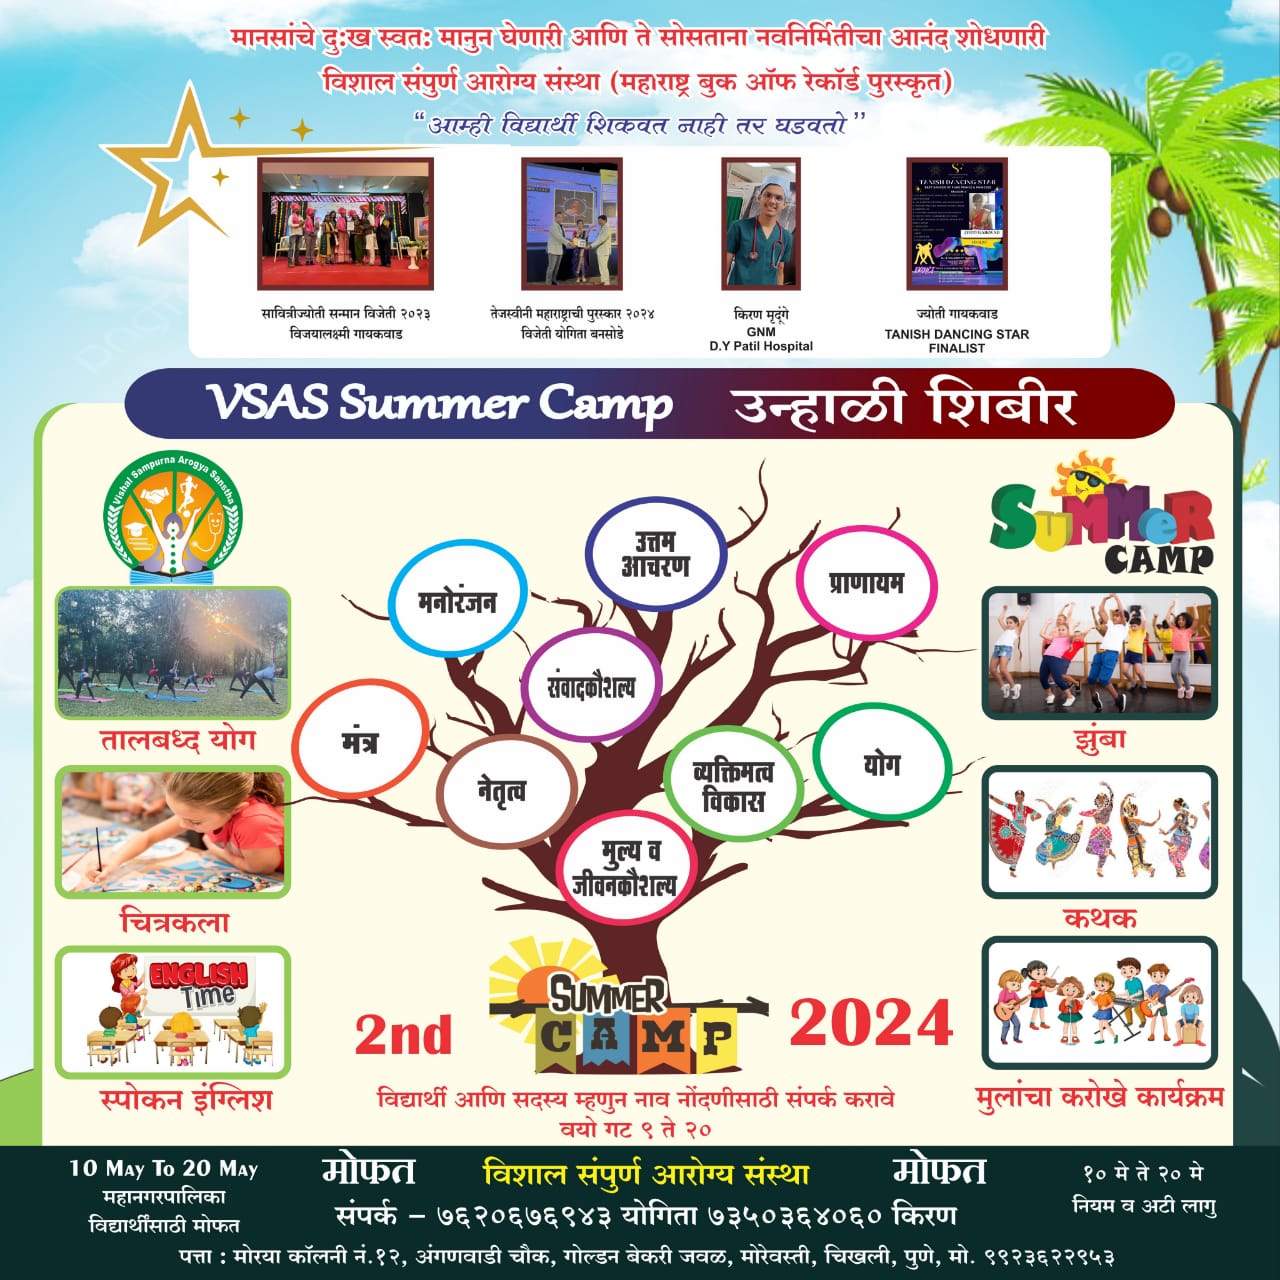 मानसांचे दु:ख स्वत: मानुन घेणारी आणि ते सोसताना नवनिर्मितीचा आनंद शोधणारी
विशाल संपुर्ण आरोग्य संस्था (महाराष्ट्र बुक ऑफ रेकॉर्ड पुरस्कृत)
“आम्ही विद्यार्थी शिकवत नाही तर घडवतो”
TANISH DANCING STAR
सावित्रीज्योती सन्मान विजेती २०२३
विजयालक्ष्मी गायकवाड
तेजस्वीनी महाराष्ट्राची पुरस्कार २०२४
विजेती योगिता बनसोडे
किरण मृदूंगे
GNM
D.Y Patil Hospital
ज्योती गायकवाड
TANISH DANCING STAR
FINALIST
VSAS Summer Camp उन्हाळी शिबीर
Vishal Sampurna Arogya Sanstha
SUMMER
CAMP
उत्तम
आचरण
मनोरंजन
प्राणायम
संवादकौशल्य
मंत्र
नेतृत्व
व्यक्तिमत्व
विकास
योग
मुल्य व
जीवनकौशल्य
तालबध्द योग
झुंबा
चित्रकला
कथक
ENGLISH
Time
स्पोकन इंग्लिश
मुलांचा करोखे कार्यक्रम
2nd
SUMMER
CAMP
2024
विद्यार्थी आणि सदस्य म्हणुन नाव नोंदणीसाठी संपर्क करावे
वयो गट ९ ते २०
10 May To 20 May
महानगरपालिका
विद्यार्थींसाठी मोफत
मोफत विशाल संपुर्ण आरोग्य संस्था मोफत
संपर्क – ७६२०६७६९४३ योगिता ७३५०३६४०६० किरण
१० मे ते २० मे
नियम व अटी लागु
पत्ता : मोरया कॉलनी नं.१२, अंगणवाडी चौक, गोल्डन बेकरी जवळ, मोरेवस्ती, चिखली, पुणे, मो. ९९२३६२२९५३